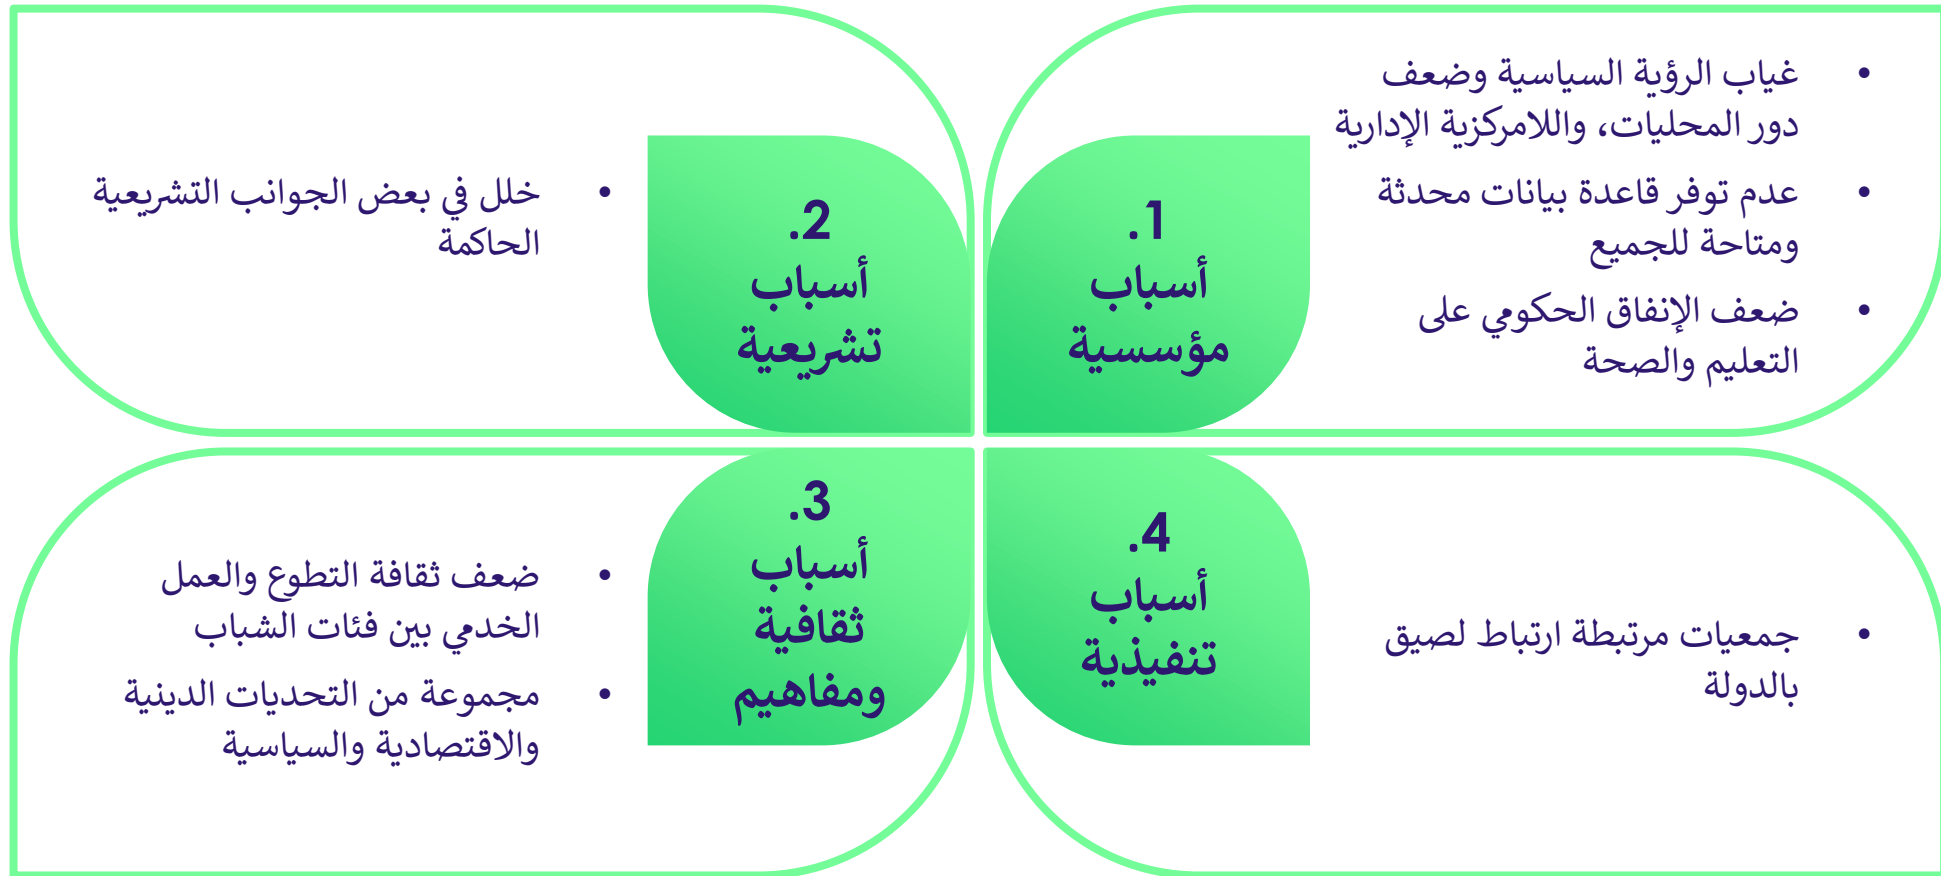 .1
أسباب
مؤسسية
• غياب الرؤية السياسية وضعف
دور المحليات، واللامركزية الإدارية
• عدم توفر قاعدة بيانات محدثة
ومتاحة للجميع
• ضعف الإنفاق الحكومي على
التعليم والصحة
.2
أسباب
تشريعية
• خلل في بعض الجوانب التشريعية
الحاكمة
.3
أسباب
ثقافية
ومفاهيم
• ضعف ثقافة التطوع والعمل
الخدمي بين فئات الشباب
• مجموعة من التحديات الدينية
والاقتصادية والسياسية
.4
أسباب
تنفيذية
• جمعيات مرتبطة ارتباط لصيق
بالدولة